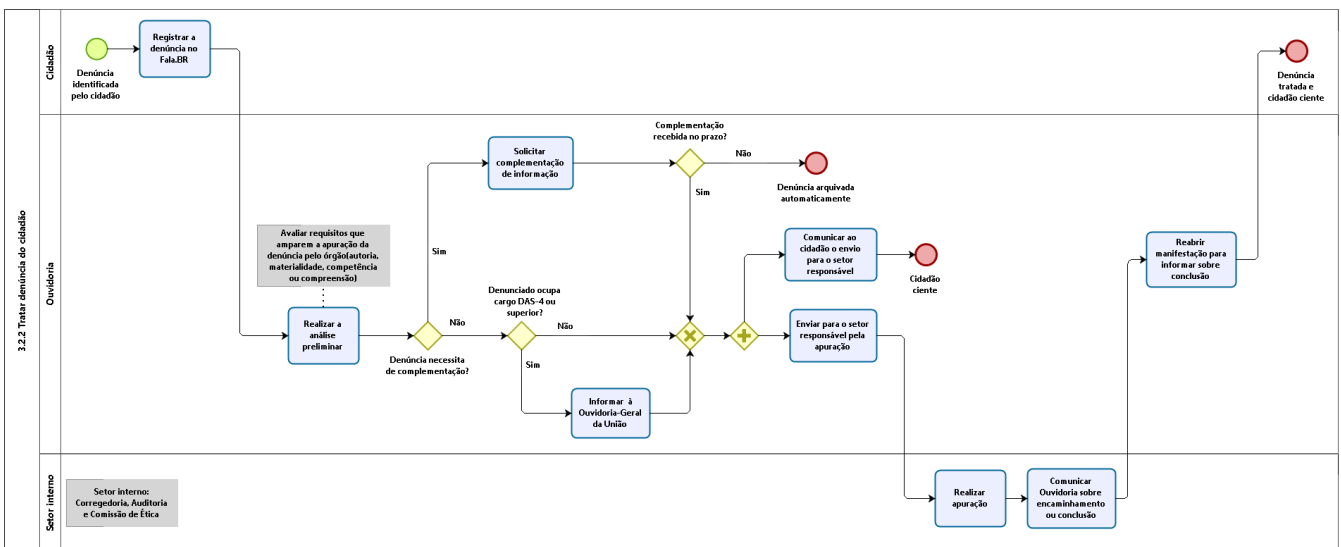 3.2.2 Tratar denúncia do cidadão
Cidadão
Denúncia
identificada
pelo cidadão
Registrar a
denúncia no
Fala.BR
Denúncia
tratada e
cidadão ciente
Ouvidoria
Avaliar requisitos que
amparem a apuração da
denúncia pelo órgão(autoria,
materialidade, competência
ou compreensão)
Realizar a
análise
preliminar
Denúncia necessita
de complementação?
Sim
Não
Solicitar
complementação
de informação
Complementação
recebida no prazo?
Não
Sim
Denúncia arquivada
automaticamente
Denunciado ocupa
cargo DAS-4 ou
superior?
Não
Sim
Informar à
Ouvidoria-Geral
da União
Comunicar ao
cidadão o envio
para o setor
responsável
Cidadão
ciente
Enviar para o setor
responsável pela
apuração
Reabrir
manifestação para
informar sobre
conclusão
Setor interno
Setor interno:
Corregedoria, Auditoria
e Comissão de Ética
Realizar
apuração
Comunicar
Ouvidoria sobre
encaminhamento
ou conclusão